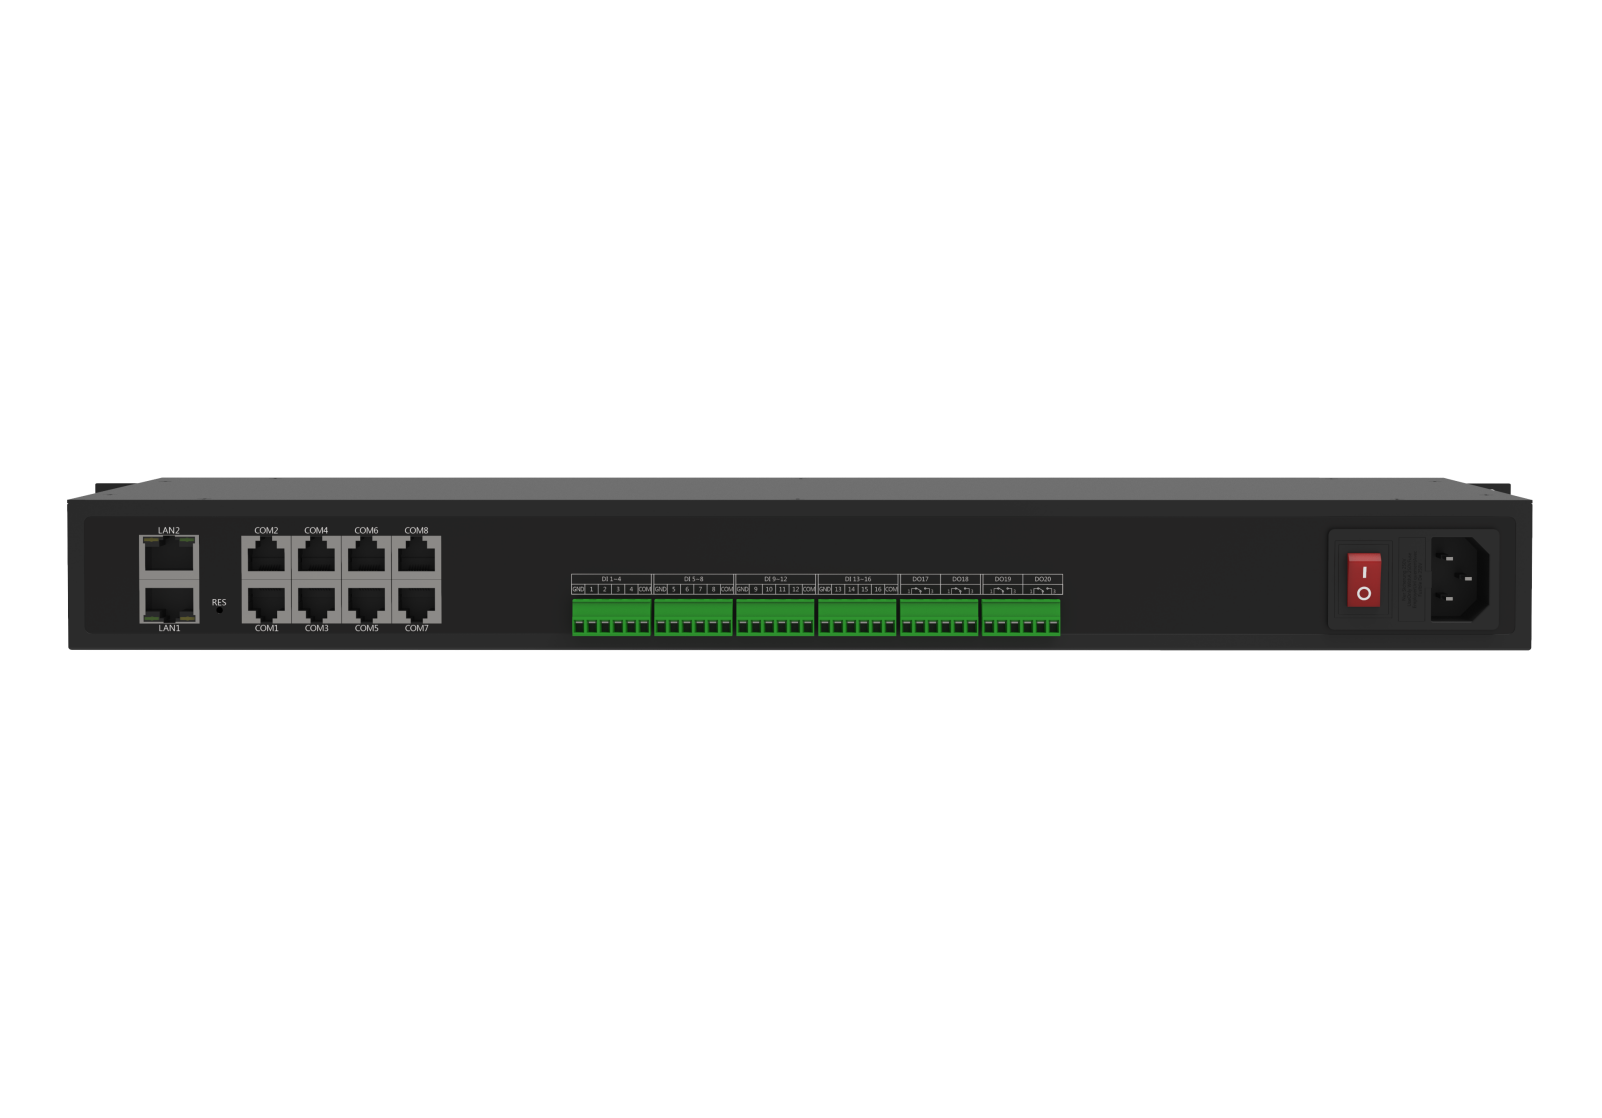 LAN2
LAN1
RES
COM2 COM4 COM6 COM8
COM1 COM3 COM5 COM7
DI 1~4 DI 5~8 DI 9~12 DI 13~16 DO17 DO18 DO19 DO20
GND 1 2 3 4 COM GND 5 6 7 8 COM GND 9 10 11 12 COM GND 13 14 15 16 COM
I
O